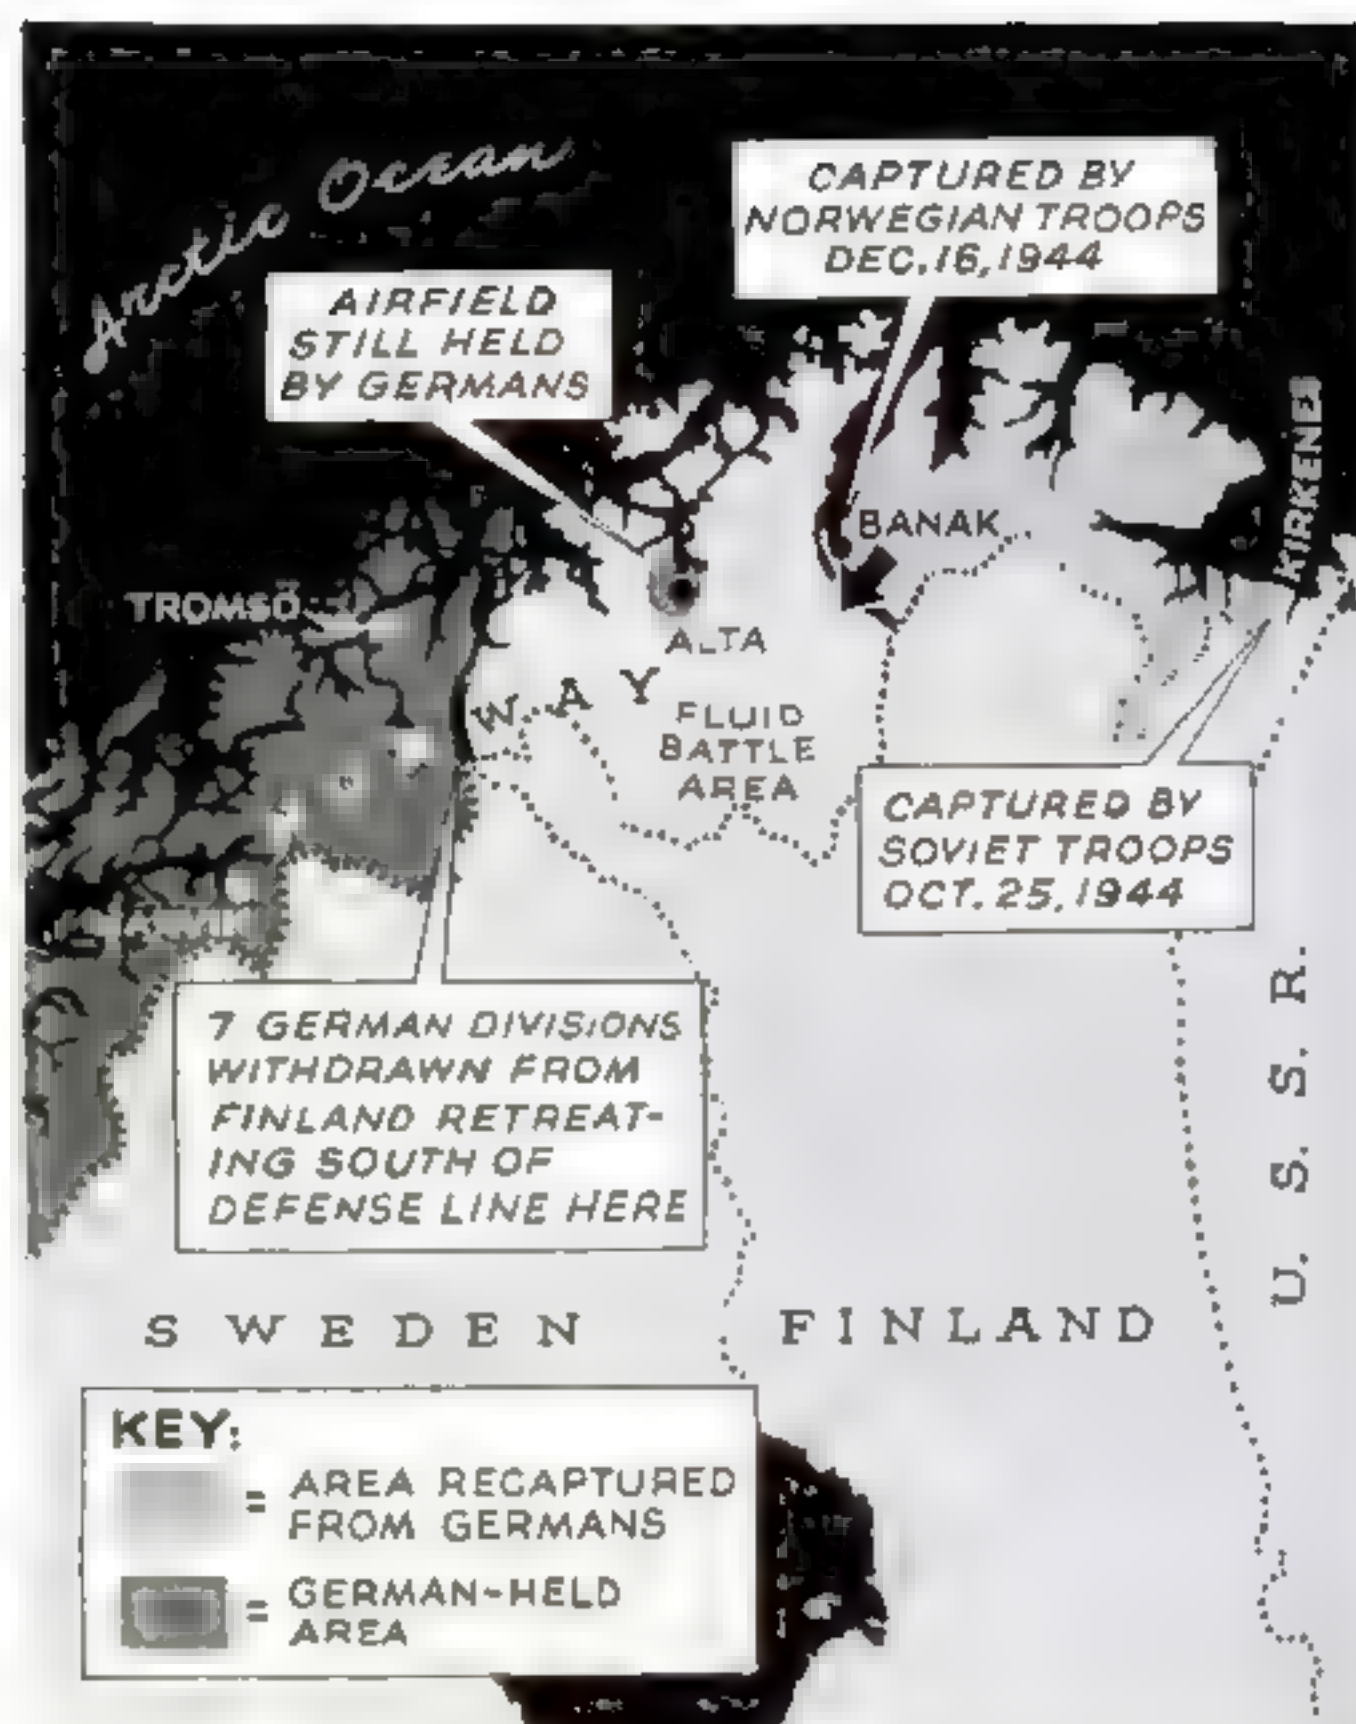 Arctic Ocean
CAPTURED BY
NORWEGIAN TROOPS
DEC. 16, 1944
AIRFIELD
STILL HELD
BY GERMANS
KIRKENES
BANAK
TROMSÖ
ALTA
WAY
FLUID
BATTLE
AREA
CAPTURED BY
SOVIET TROOPS
OCT. 25, 1944
7 GERMAN DIVISIONS
WITHDRAWN FROM
FINLAND RETREAT-
ING SOUTH OF
DEFENSE LINE HERE
U. S. S. R.
SWEDEN
FINLAND
KEY:
= AREA RECAPTURED
FROM GERMANS
= GERMAN-HELD
AREA